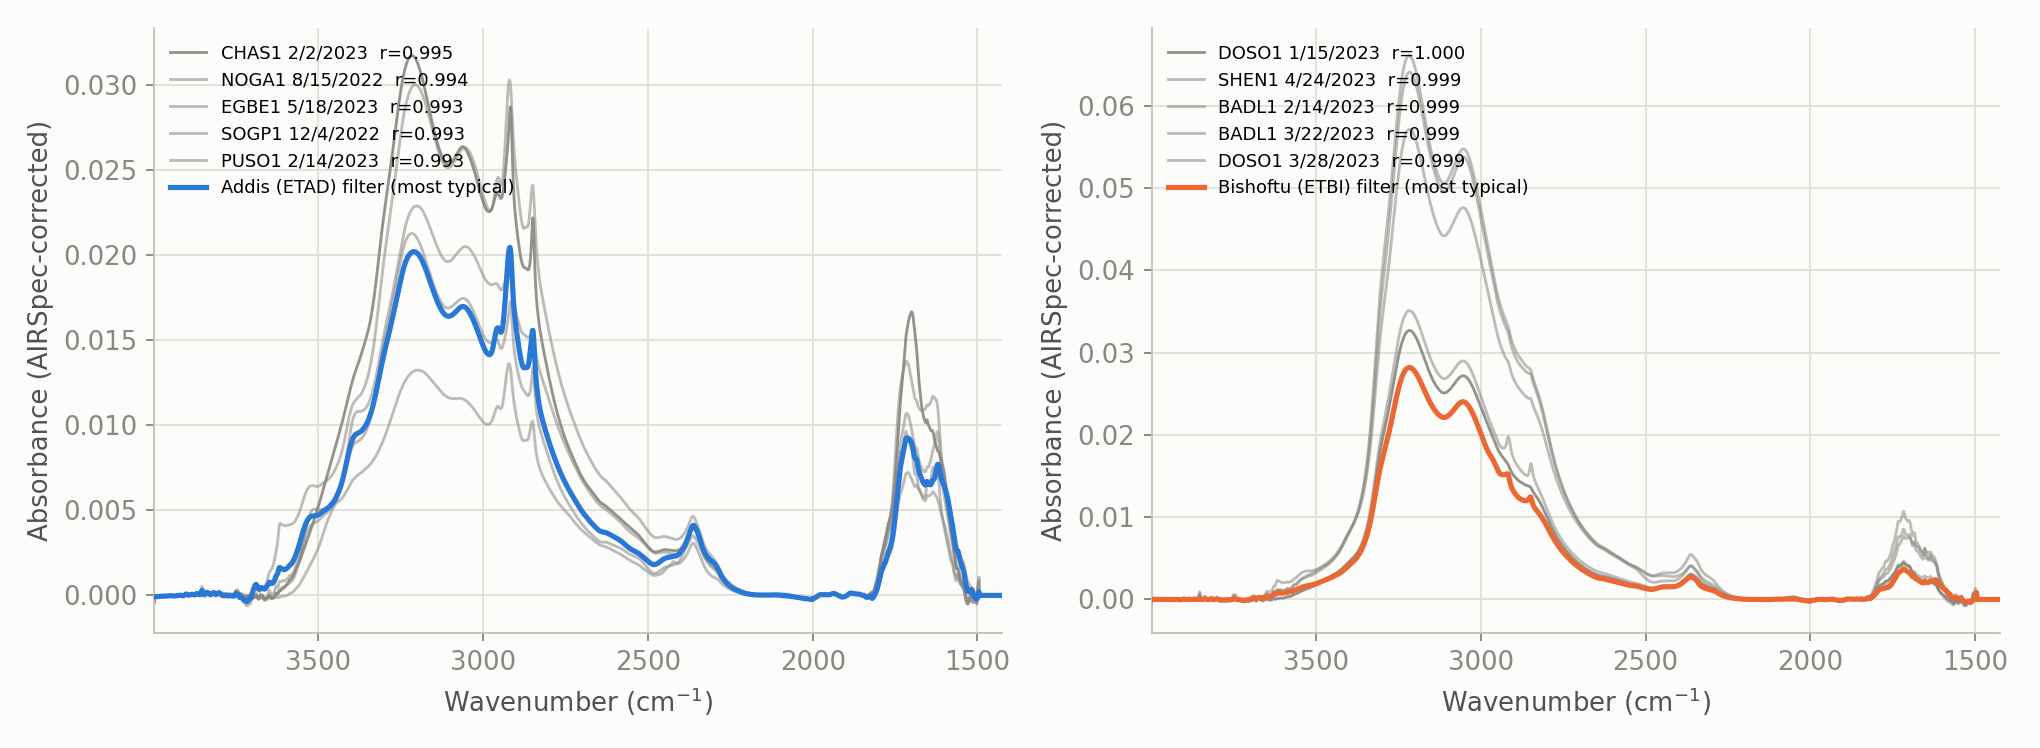 CHAS1 2/2/2023 r=0.995
NOGA1 8/15/2022 r=0.994
EGBE1 5/18/2023 r=0.993
SOGP1 12/4/2022 r=0.993
PUSO1 2/14/2023 r=0.993
Addis (ETAD) filter (most typical)
0.030
0.025
0.020
0.015
0.010
0.005
0.000
Absorbance (AIRSpec-corrected)
3500
3000
2500
2000
1500
Wavenumber (cm⁻¹)
DOSO1 1/15/2023 r=1.000
SHEN1 4/24/2023 r=0.999
BADL1 2/14/2023 r=0.999
BADL1 3/22/2023 r=0.999
DOSO1 3/28/2023 r=0.999
Bishoftu (ETBI) filter (most typical)
0.06
0.05
0.04
0.03
0.02
0.01
0.00
Absorbance (AIRSpec-corrected)
3500
3000
2500
2000
1500
Wavenumber (cm⁻¹)